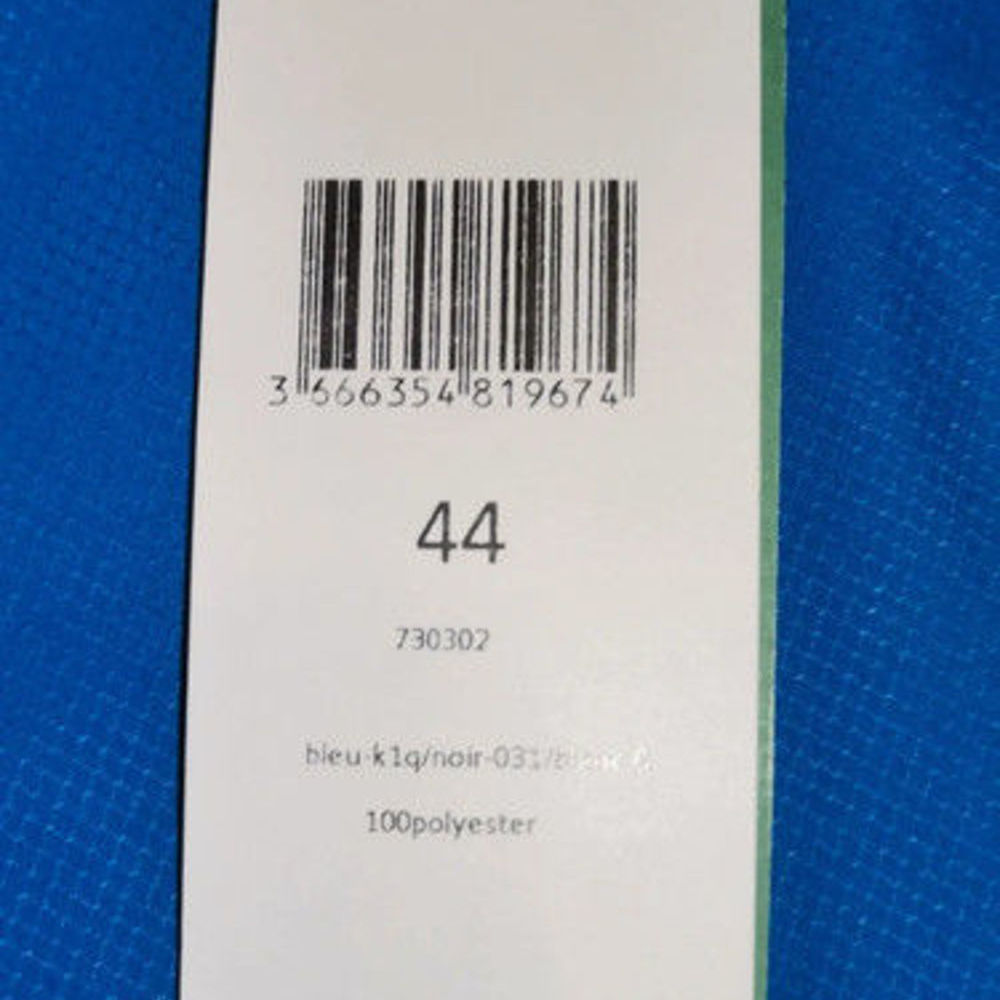 3 666354 819674
44
730302
bleu-k1q/noir-031/
100polyester